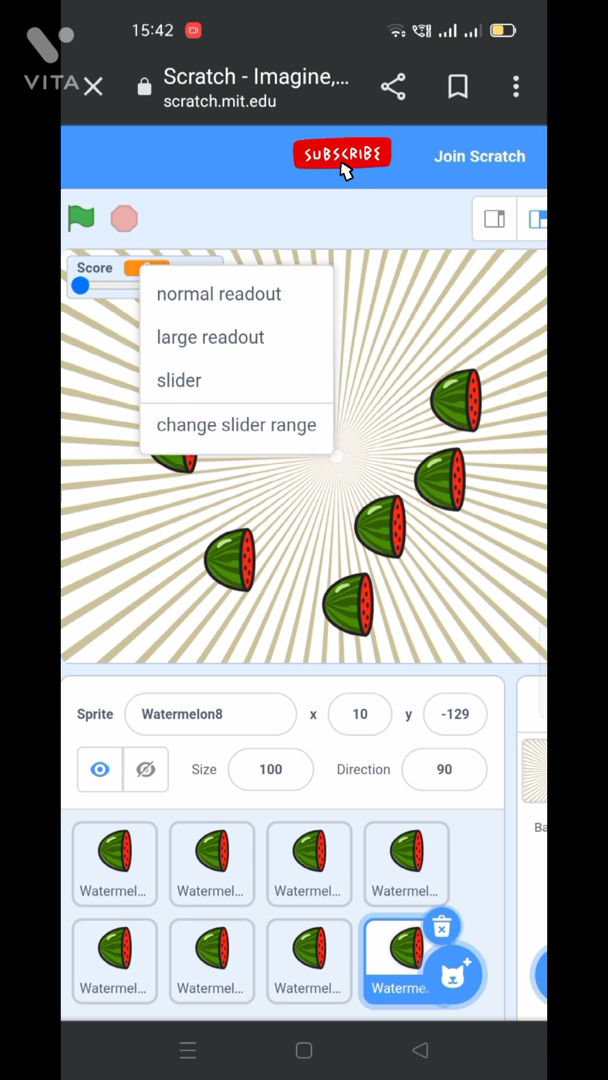 15:42
VITA
Scratch - Imagine,...
scratch.mit.edu
SUBSCRIBE
Join Scratch
Score
normal readout
large readout
slider
change slider range
Sprite Watermelon8 x 10 y -129
Size 100 Direction 90
Watermel... Watermel... Watermel... Watermel...
Ba
Watermel... Watermel... Watermel... Waterme.